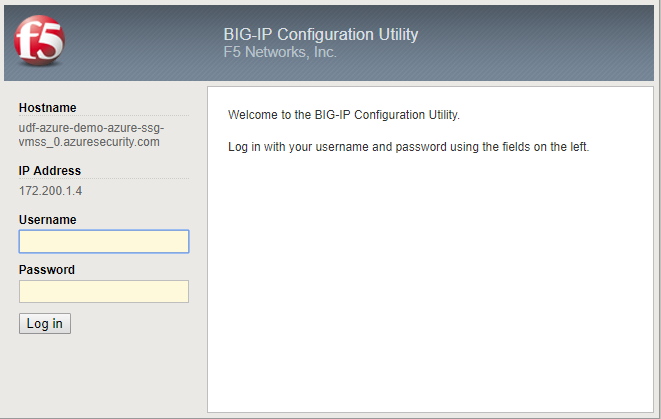 f5
BIG-IP Configuration Utility
F5 Networks, Inc.
Hostname
udf-azure-demo-azure-ssg-
vmss_0.azuresecurity.com
IP Address
172.200.1.4
Username
Password
Log in
Welcome to the BIG-IP Configuration Utility.
Log in with your username and password using the fields on the left.